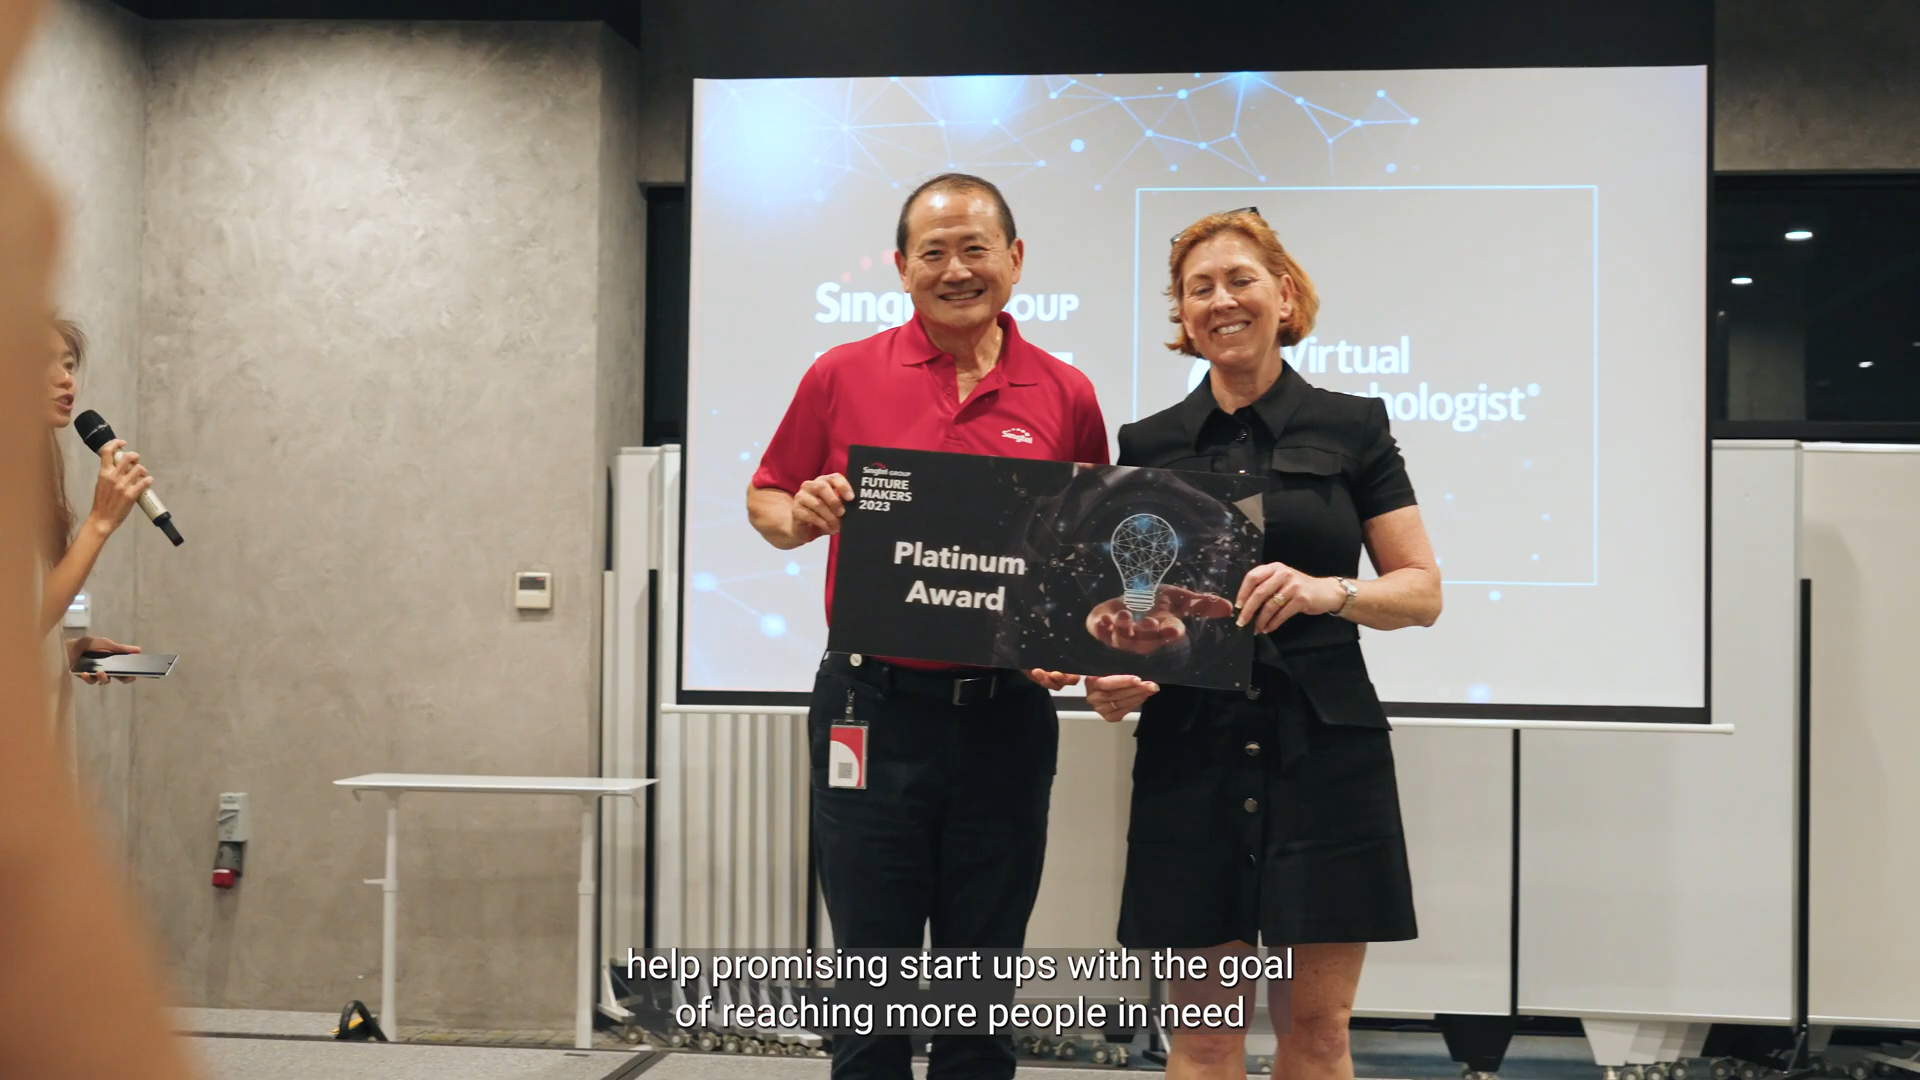 GROUP
Virtual
Singtel
Singtel GROUP
FUTURE
MAKERS
2023
Platinum
Award
help promising start ups with the goal
of reaching more people in need